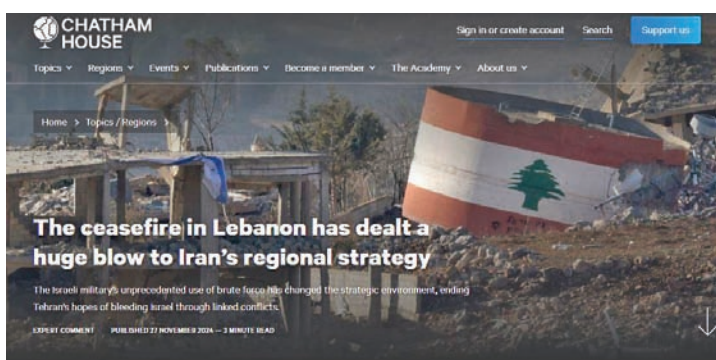 CHATHAM
HOUSE
Sign in or create account Search Support us
Topics Regions Events Publications Become a member The Academy About us
Home > Topics / Regions >
The ceasefire in Lebanon has dealt a
huge blow to Iran's regional strategy
The Israeli military's unprecedented use of brute force has changed the strategic environment, ending
Tehran's hopes of bleeding Israel through linked conflicts.
EXPERT COMMENT PUBLISHED 27 NOVEMBER 2024 — 3 MINUTE READ